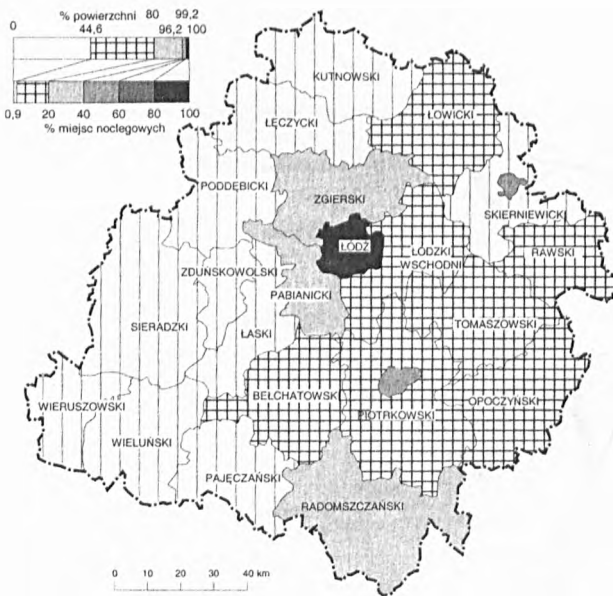 % powierzchni 80 99,2
0 44,6 96,2 100
0,9 20 40 60 80 100
% miejsc noclegowych
KUTNOWSKI
ŁOWICKI
ŁĘCZYCKI
PODDĘBICKI
ZGIERSKI
SKIERNIEWICKI
ŁÓDŹ
ŁÓDZKI
WSCHODNI
RAWSKI
ZDUŃSKOWOLSKI
PABIANICKI
SIERADZKI
ŁASKI
TOMASZOWSKI
BEŁCHATOWSKI
OPOCZYŃSKI
WIERUSZOWSKI
PIOTRKOWSKI
WIELUŃSKI
PAJĘCZAŃSKI
RADOMSZCZAŃSKI
0 10 20 30 40 km